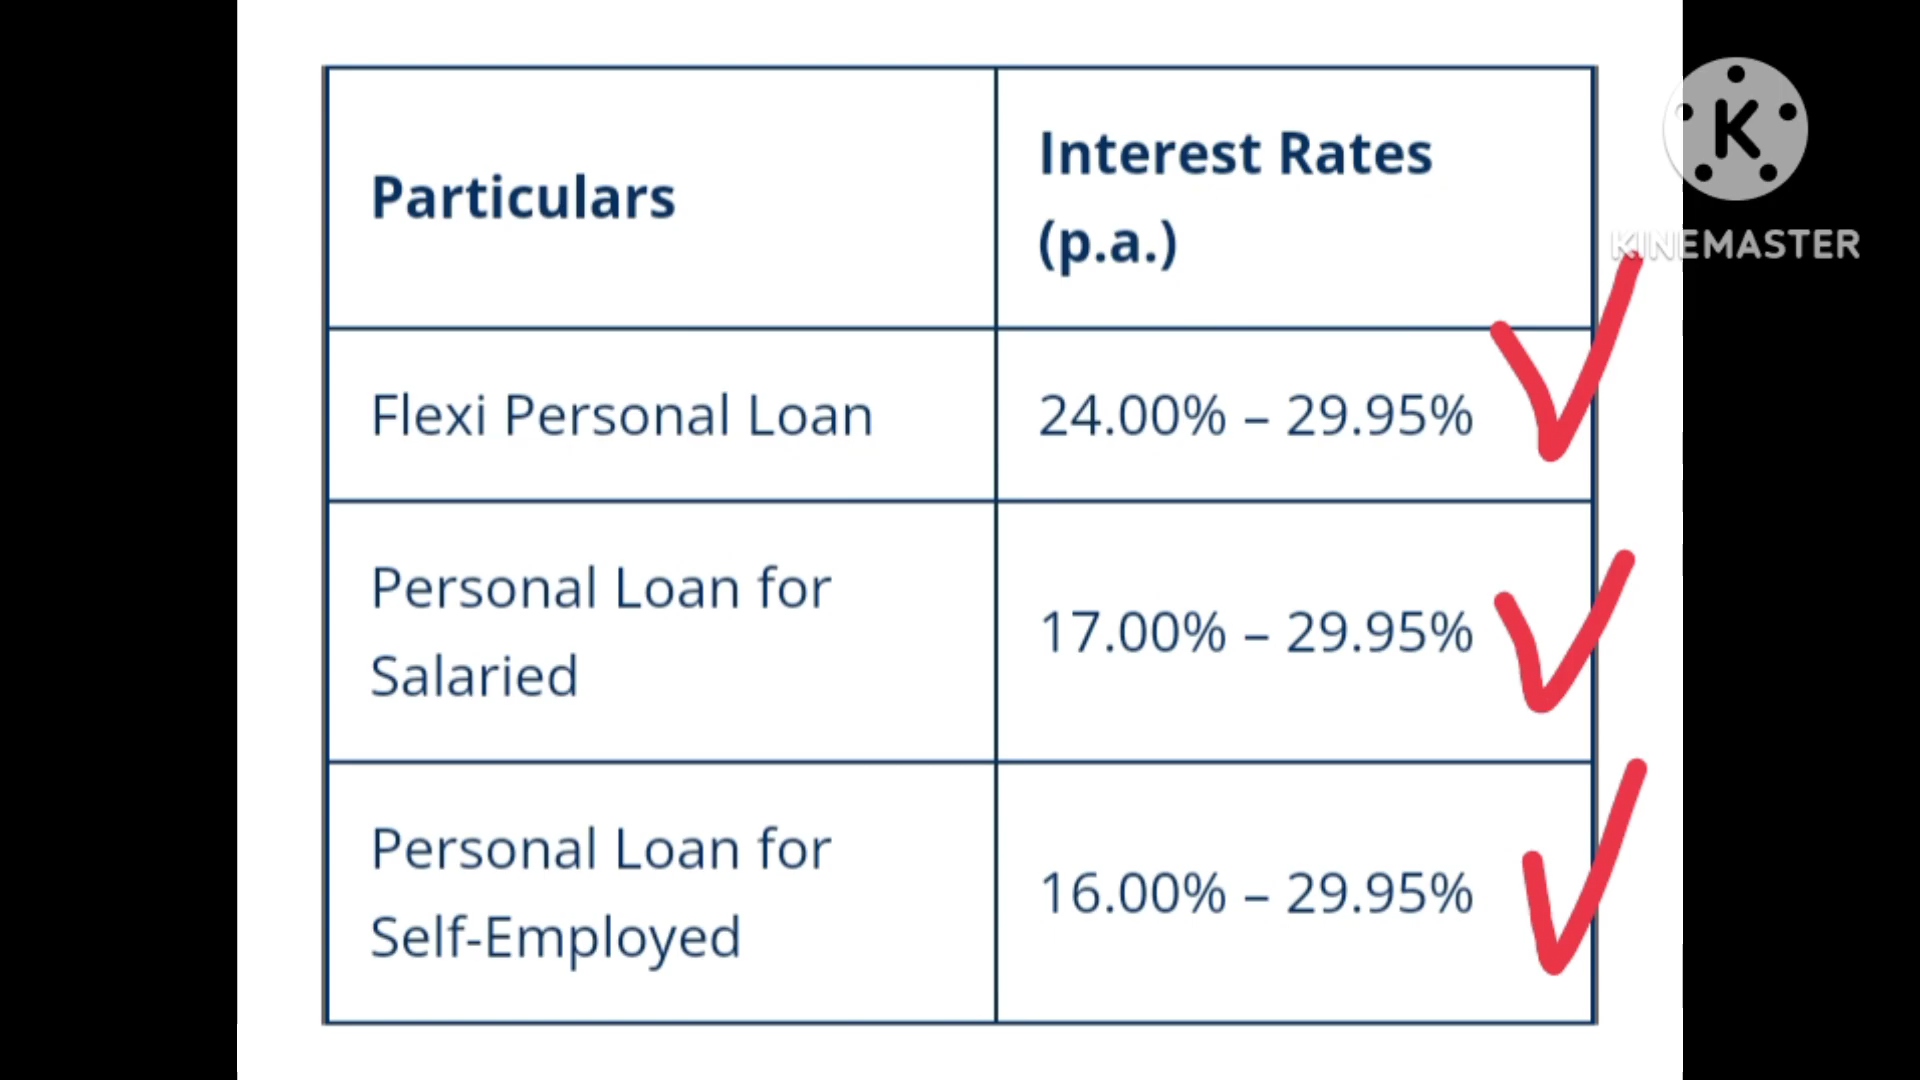 Particulars
Interest Rates
(p.a.)
Flexi Personal Loan
24.00% – 29.95%
Personal Loan for
Salaried
17.00% – 29.95%
Personal Loan for
Self-Employed
16.00% – 29.95%
K
KINEMASTER